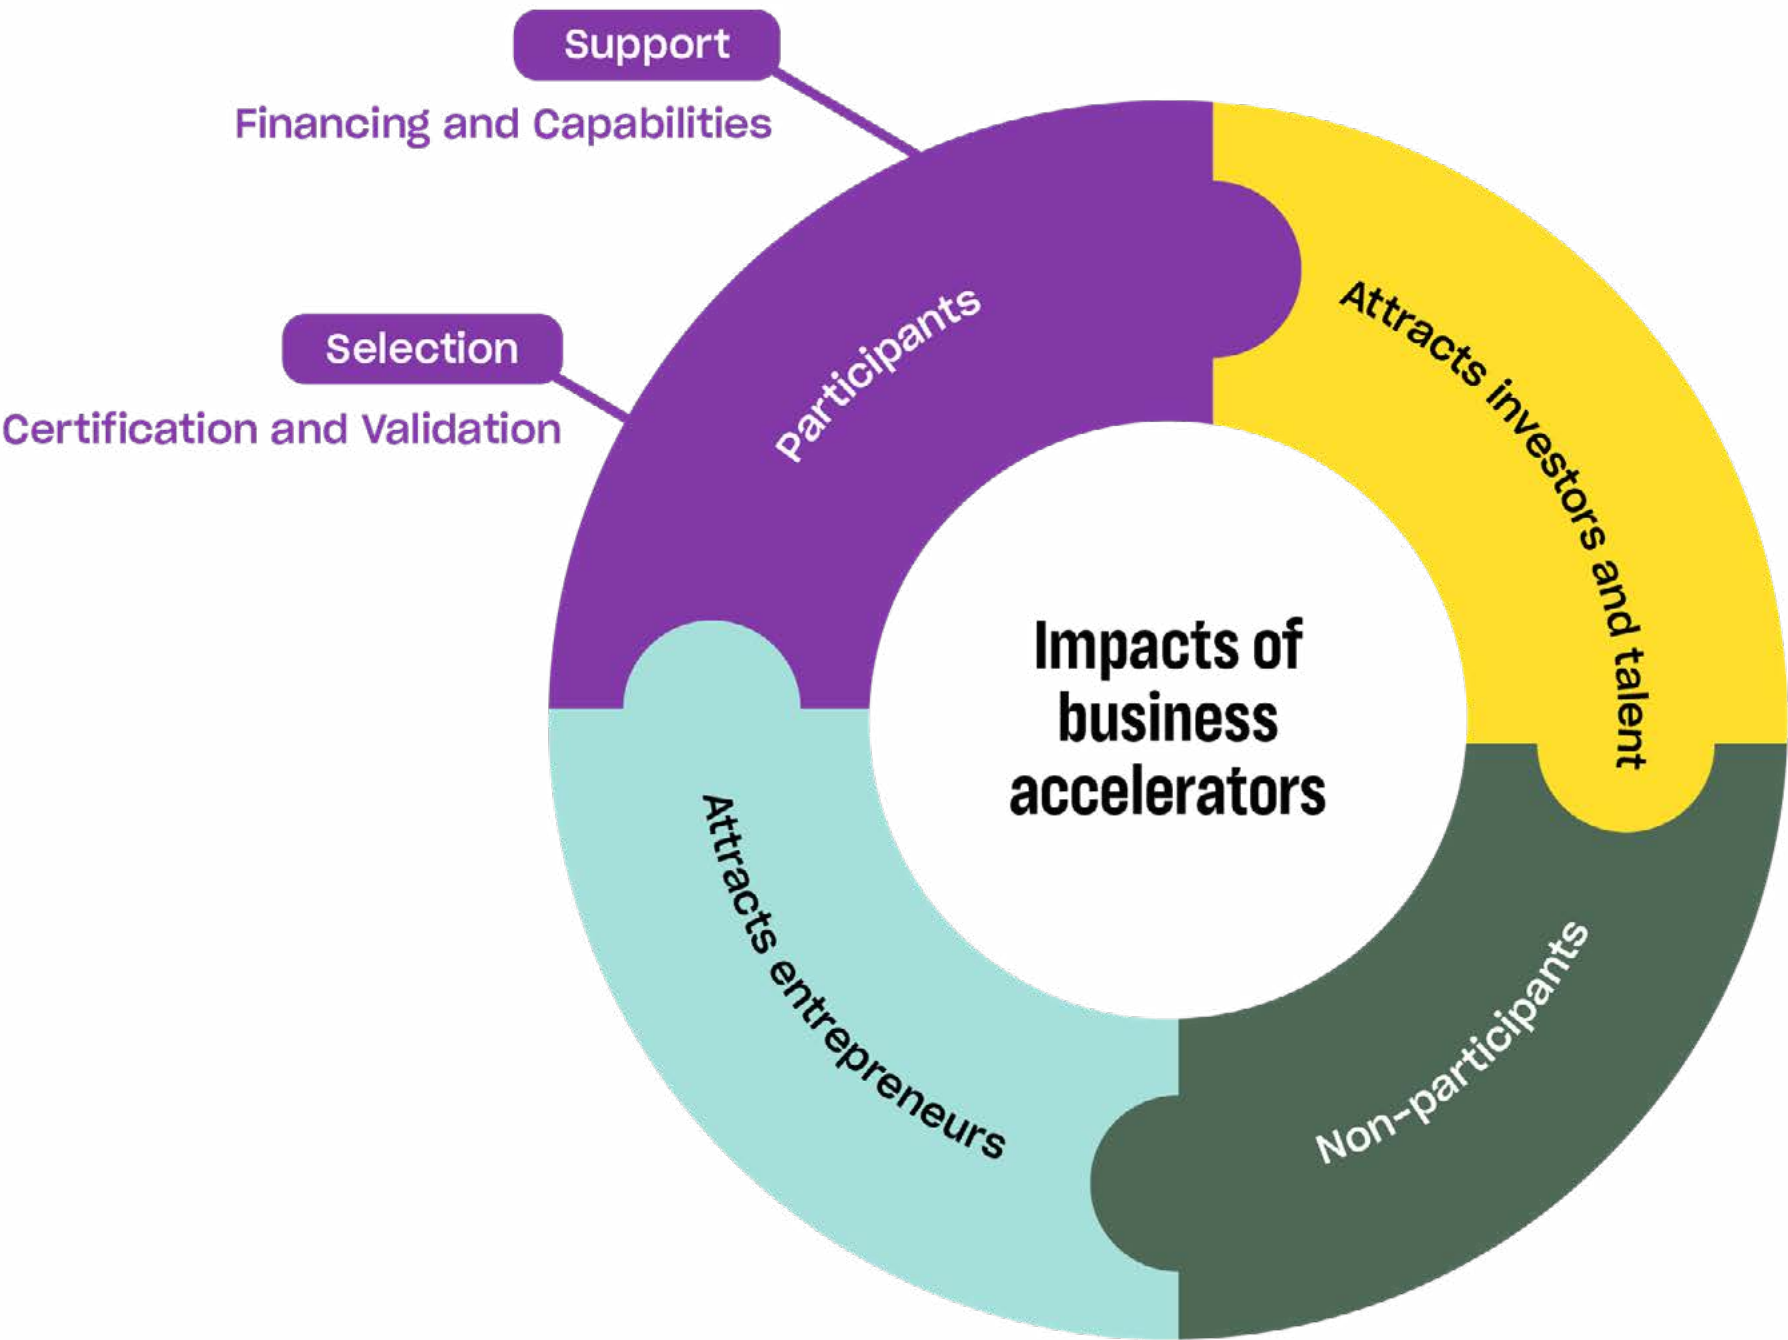 Support
Financing and Capabilities
Selection
Certification and Validation
Participants
Attracts investors and talent
Impacts of
business
accelerators
Attracts entrepreneurs
Non-participants